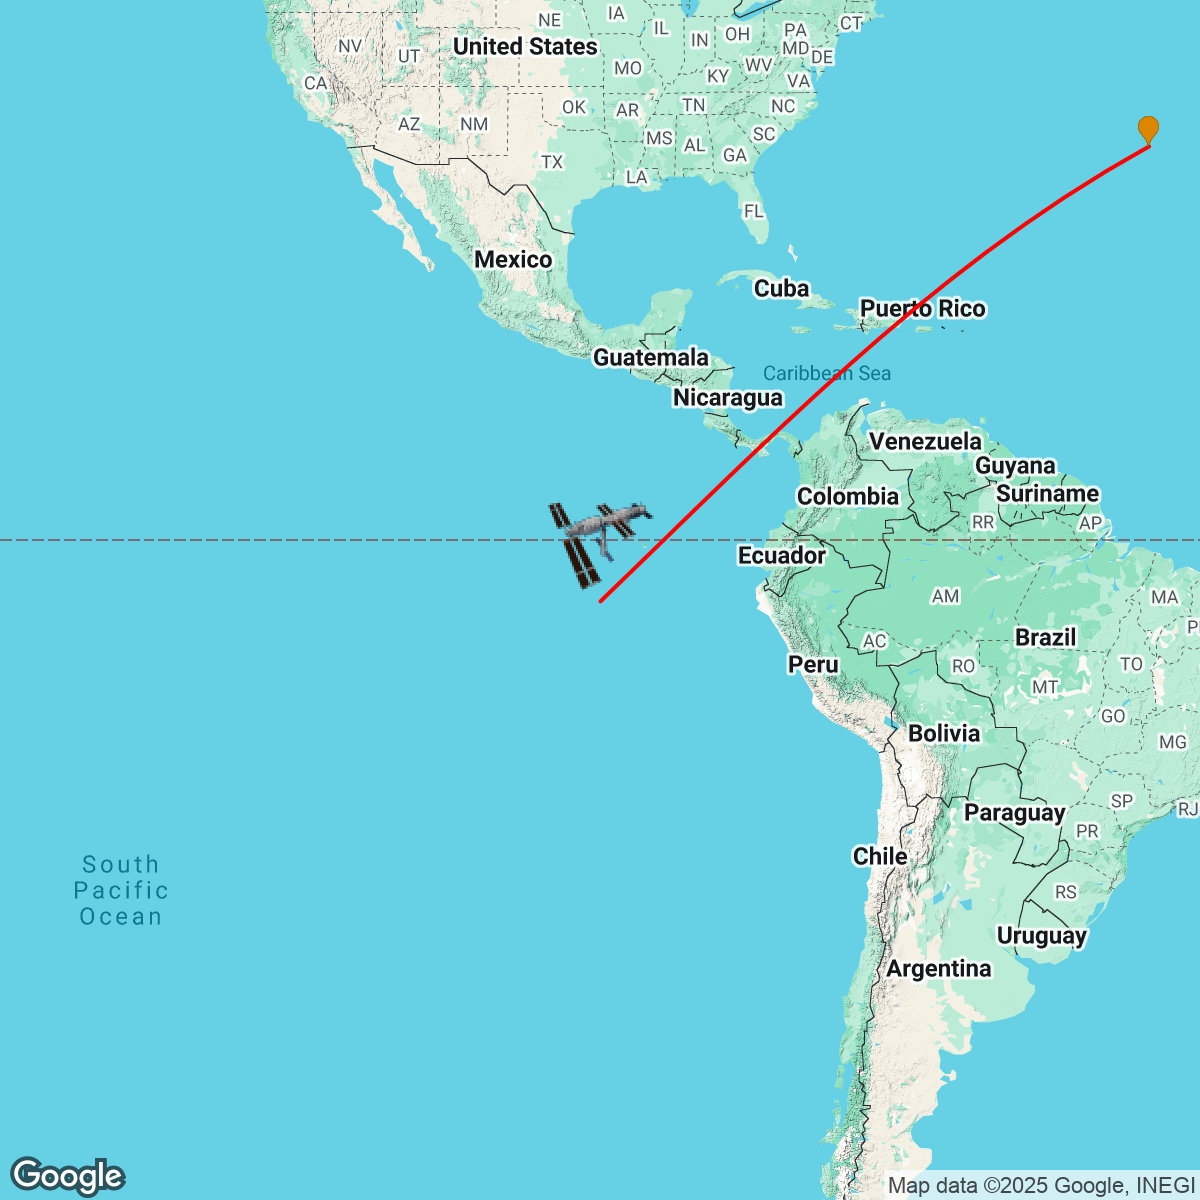 NE
IA
IL
IN
OH
PA
CT
NV
UT
United States
MD
DE
CA
MO
KY
WV
VA
AZ
NM
OK
AR
TN
NC
MS
AL
SC
GA
TX
LA
FL
Mexico
Cuba
Puerto Rico
Guatemala
Caribbean Sea
Nicaragua
Venezuela
Guyana
Colombia
Suriname
RR
AP
Ecuador
AM
MA
AC
Brazil
Peru
RO
TO
MT
GO
Bolivia
MG
SP
Paraguay
RJ
PR
Chile
South
Pacific
Ocean
RS
Uruguay
Argentina
Google
Map data ©2025 Google, INEGI